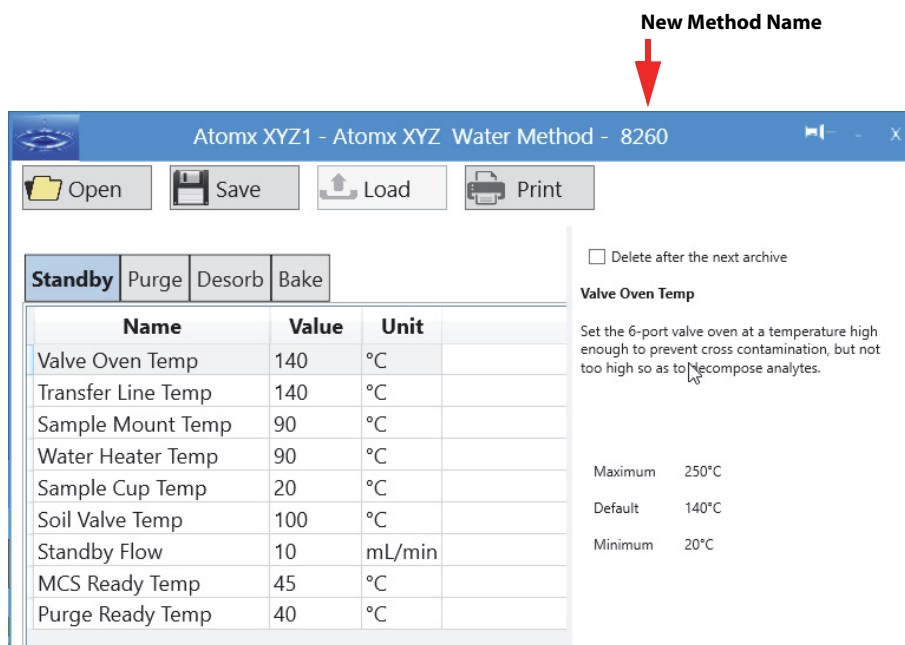 New Method Name
Atomx XYZ1 - Atomx XYZ Water Method - 8260
Open Save Load Print
Delete after the next archive
Standby Purge Desorb Bake
Valve Oven Temp
Set the 6-port valve oven at a temperature high
enough to prevent cross contamination, but not
too high so as to decompose analytes.
Name Value Unit
Valve Oven Temp 140 °C
Transfer Line Temp 140 °C
Sample Mount Temp 90 °C
Water Heater Temp 90 °C
Sample Cup Temp 20 °C
Soil Valve Temp 100 °C
Standby Flow 10 mL/min
MCS Ready Temp 45 °C
Purge Ready Temp 40 °C
Maximum 250°C
Default 140°C
Minimum 20°C